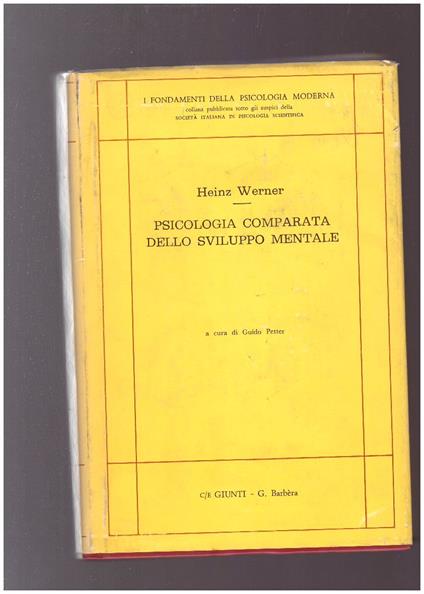 I FONDAMENTI DELLA PSICOLOGIA MODERNA
collana pubblicata sotto gli auspici della
SOCIETÀ ITALIANA DI PSICOLOGIA SCIENTIFICA
Heinz Werner
PSICOLOGIA COMPARATA
DELLO SVILUPPO MENTALE
a cura di Guido Petter
C/E GIUNTI - G. Barbèra